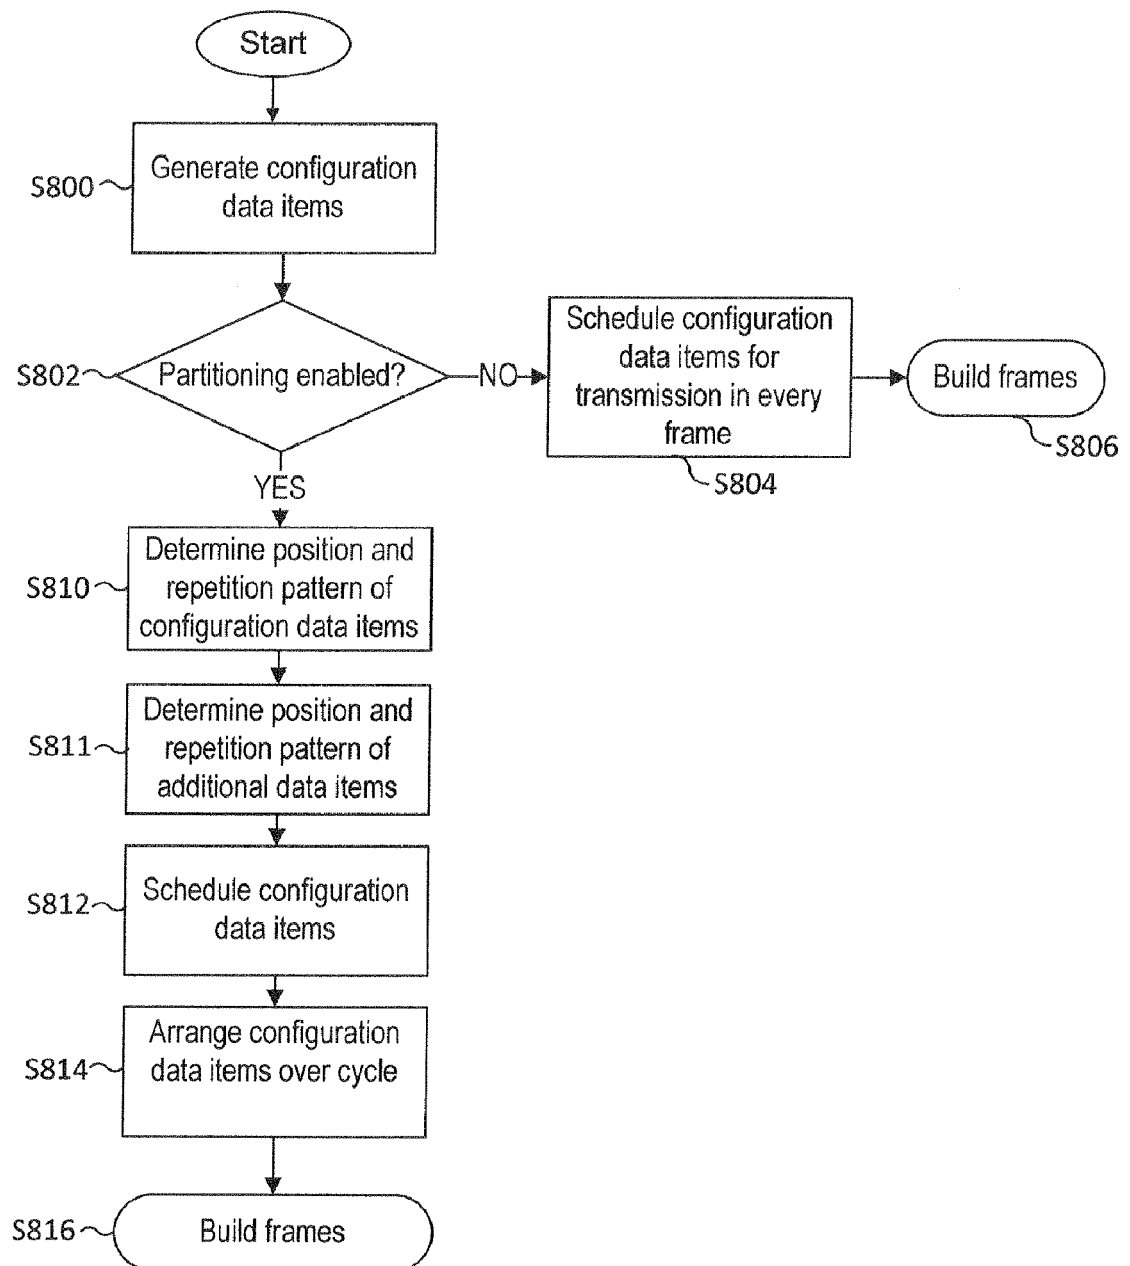 Start
S800
Generate configuration
data items
S802
Partitioning enabled?
NO
Schedule configuration
data items for
transmission in every
frame
S804
Build frames
S806
YES
S810
Determine position and
repetition pattern of
configuration data items
S811
Determine position and
repetition pattern of
additional data items
S812
Schedule configuration
data items
S814
Arrange configuration
data items over cycle
S816
Build frames